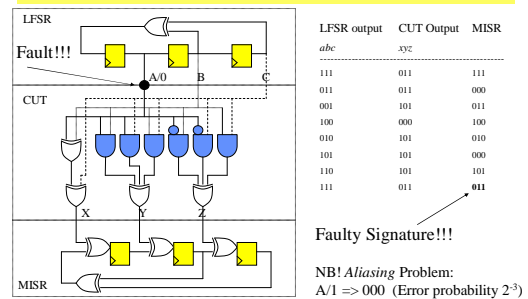 LFSR
Fault!!!
A/0 B C
CUT
X Y Z
MISR
LFSR output CUT Output MISR
abc xyz
111 011 111
011 011 000
001 101 011
100 000 100
010 101 010
101 101 000
110 101 101
111 011 011
Faulty Signature!!!
NB! Aliasing Problem:
A/1 => 000 (Error probability 2⁻³)